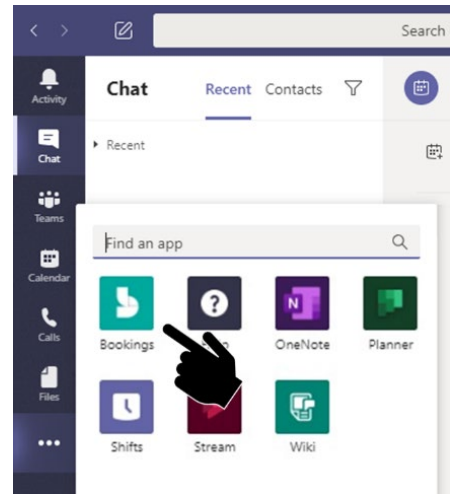 Search
Activity
Chat Recent Contacts
Chat
Recent
Teams
Find an app
Calendar
Bookings OneNote Planner
Calls
Files
Shifts Stream Wiki